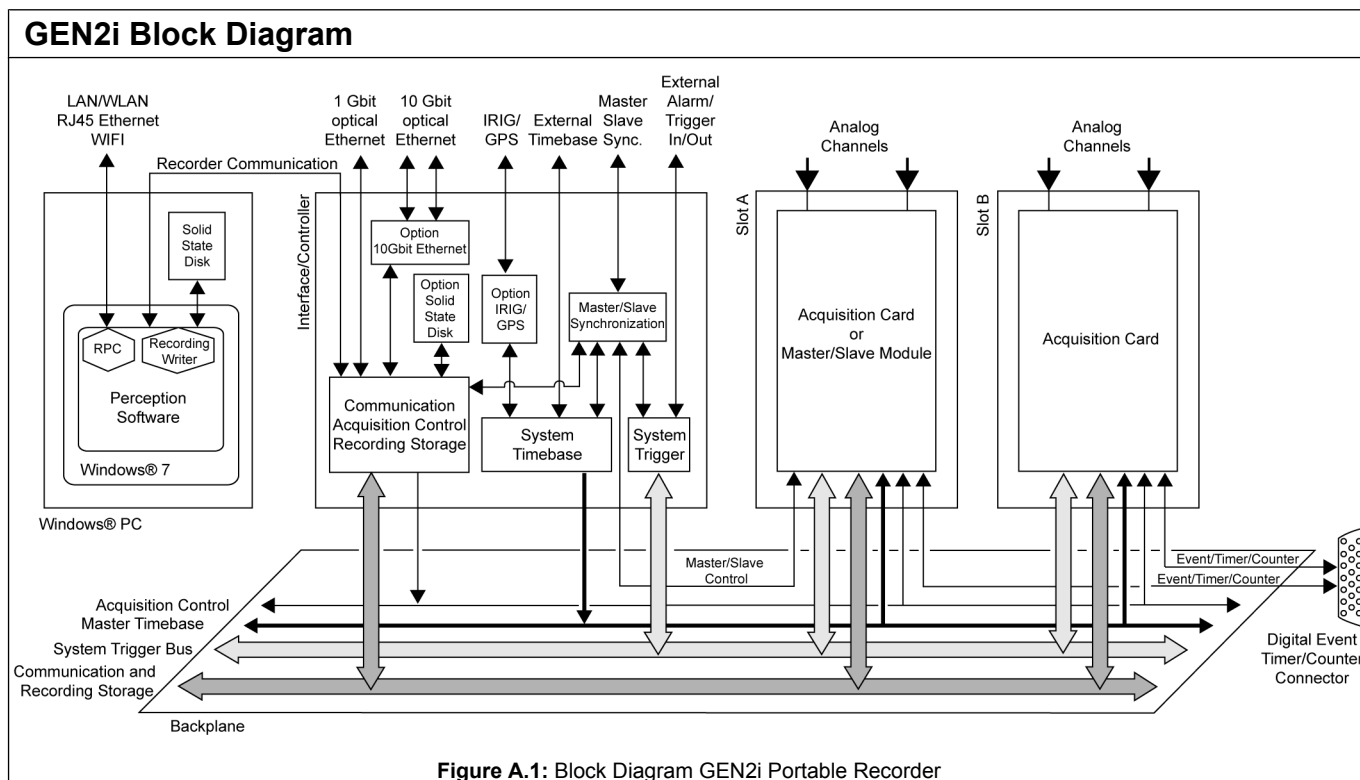 GEN2i Block Diagram
LAN/WLAN
RJ45 Ethernet
WIFI
1 Gbit
optical
Ethernet
10 Gbit
optical
Ethernet
IRIG/
GPS
External
Timebase
Master
Slave
Sync.
External
Alarm/
Trigger
In/Out
Analog
Channels
Analog
Channels
Recorder Communication
Solid
State
Disk
RPC
Recording
Writer
Perception
Software
Windows® 7
Windows® PC
Interface/Controller
Option
10Gbit Ethernet
Option
Solid
State
Disk
Option
IRIG/
GPS
Master/Slave
Synchronization
Communication
Acquisition Control
Recording Storage
System
Timebase
System
Trigger
Slot A
Acquisition Card
or
Master/Slave Module
Slot B
Acquisition Card
Master/Slave
Control
Event/Timer/Counter
Event/Timer/Counter
Acquisition Control
Master Timebase
System Trigger Bus
Communication and
Recording Storage
Backplane
Digital Event
Timer/Counter
Connector
Figure A.1: Block Diagram GEN2i Portable Recorder